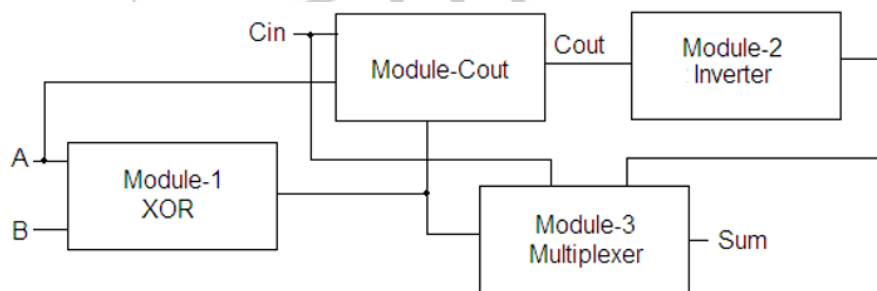 Cin
Module-Cout
Cout
Module-2
Inverter
A
Module-1
XOR
B
Module-3
Multiplexer
Sum